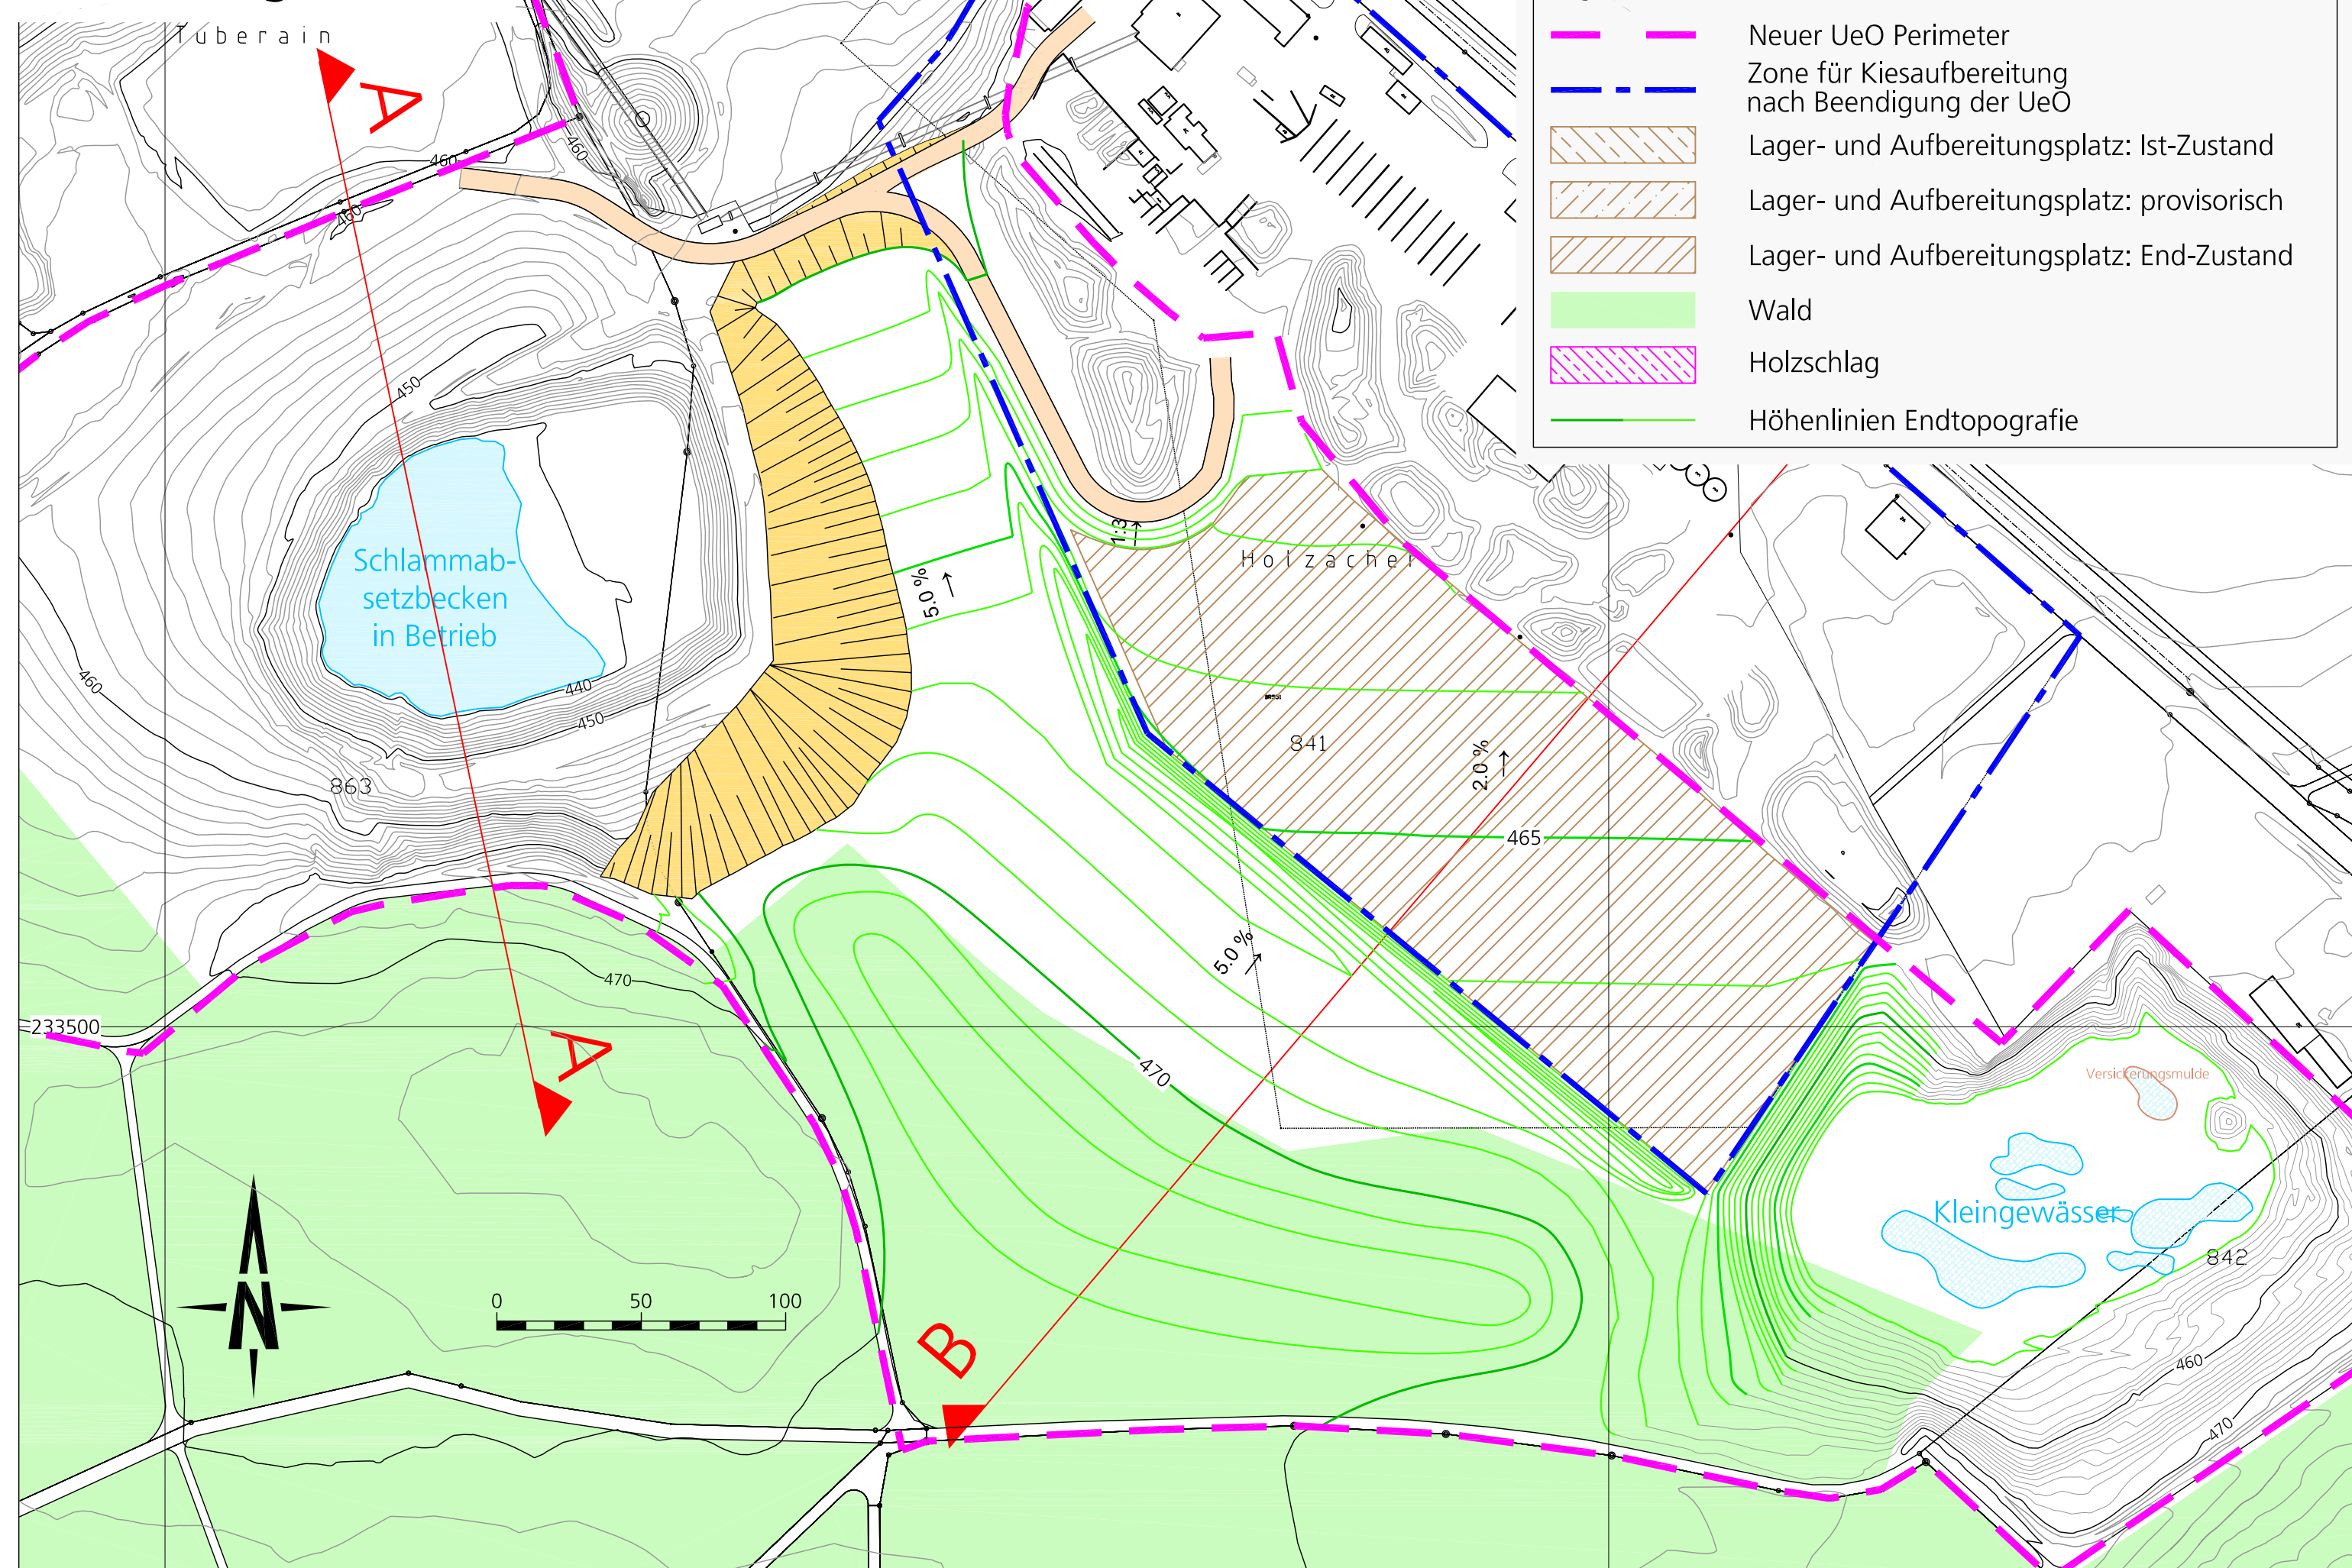 Tuberain
Neuer UeO Perimeter
Zone für Kiesaufbereitung
nach Beendigung der UeO
Lager- und Aufbereitungsplatz: Ist-Zustand
Lager- und Aufbereitungsplatz: provisorisch
Lager- und Aufbereitungsplatz: End-Zustand
Wald
Holzschlag
Höhenlinien Endtopografie
A
460
460
460
450
1:3
Holzacher
Schlammab-
setzbecken
in Betrieb
5.0 %
460
440
450
841
2.0 %
863
465
5.0 %
470
233500
A
470
Versickerungsmulde
Kleingewässer
842
N
0 50 100
B
460
470